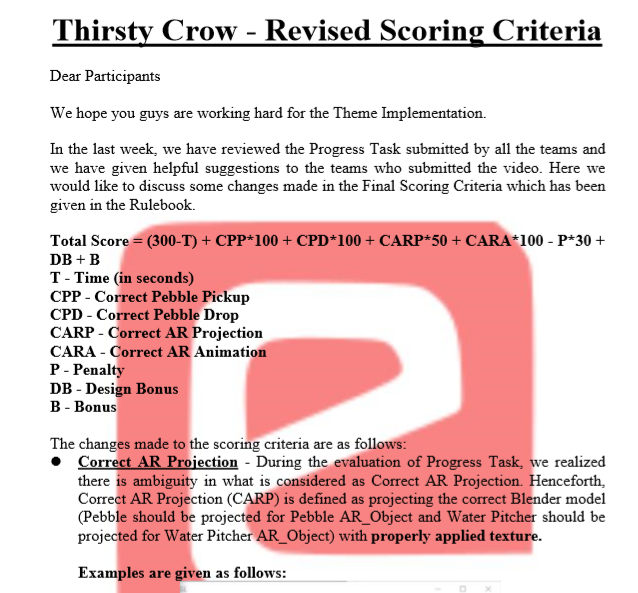 Thirsty Crow - Revised Scoring Criteria
Dear Participants
We hope you guys are working hard for the Theme Implementation.
In the last week, we have reviewed the Progress Task submitted by all the teams and
we have given helpful suggestions to the teams who submitted the video. Here we
would like to discuss some changes made in the Final Scoring Criteria which has been
given in the Rulebook.
Total Score = (300-T) + CPP*100 + CPD*100 + CARP*50 + CARA*100 - P*30 +
DB + B
T - Time (in seconds)
CPP - Correct Pebble Pickup
CPD - Correct Pebble Drop
CARP - Correct AR Projection
CARA - Correct AR Animation
P - Penalty
DB - Design Bonus
B - Bonus
The changes made to the scoring criteria are as follows:
● Correct AR Projection - During the evaluation of Progress Task, we realized
there is ambiguity in what is considered as Correct AR Projection. Henceforth,
Correct AR Projection (CARP) is defined as projecting the correct Blender model
(Pebble should be projected for Pebble AR_Object and Water Pitcher should be
projected for Water Pitcher AR_Object) with properly applied texture.
Examples are given as follows: